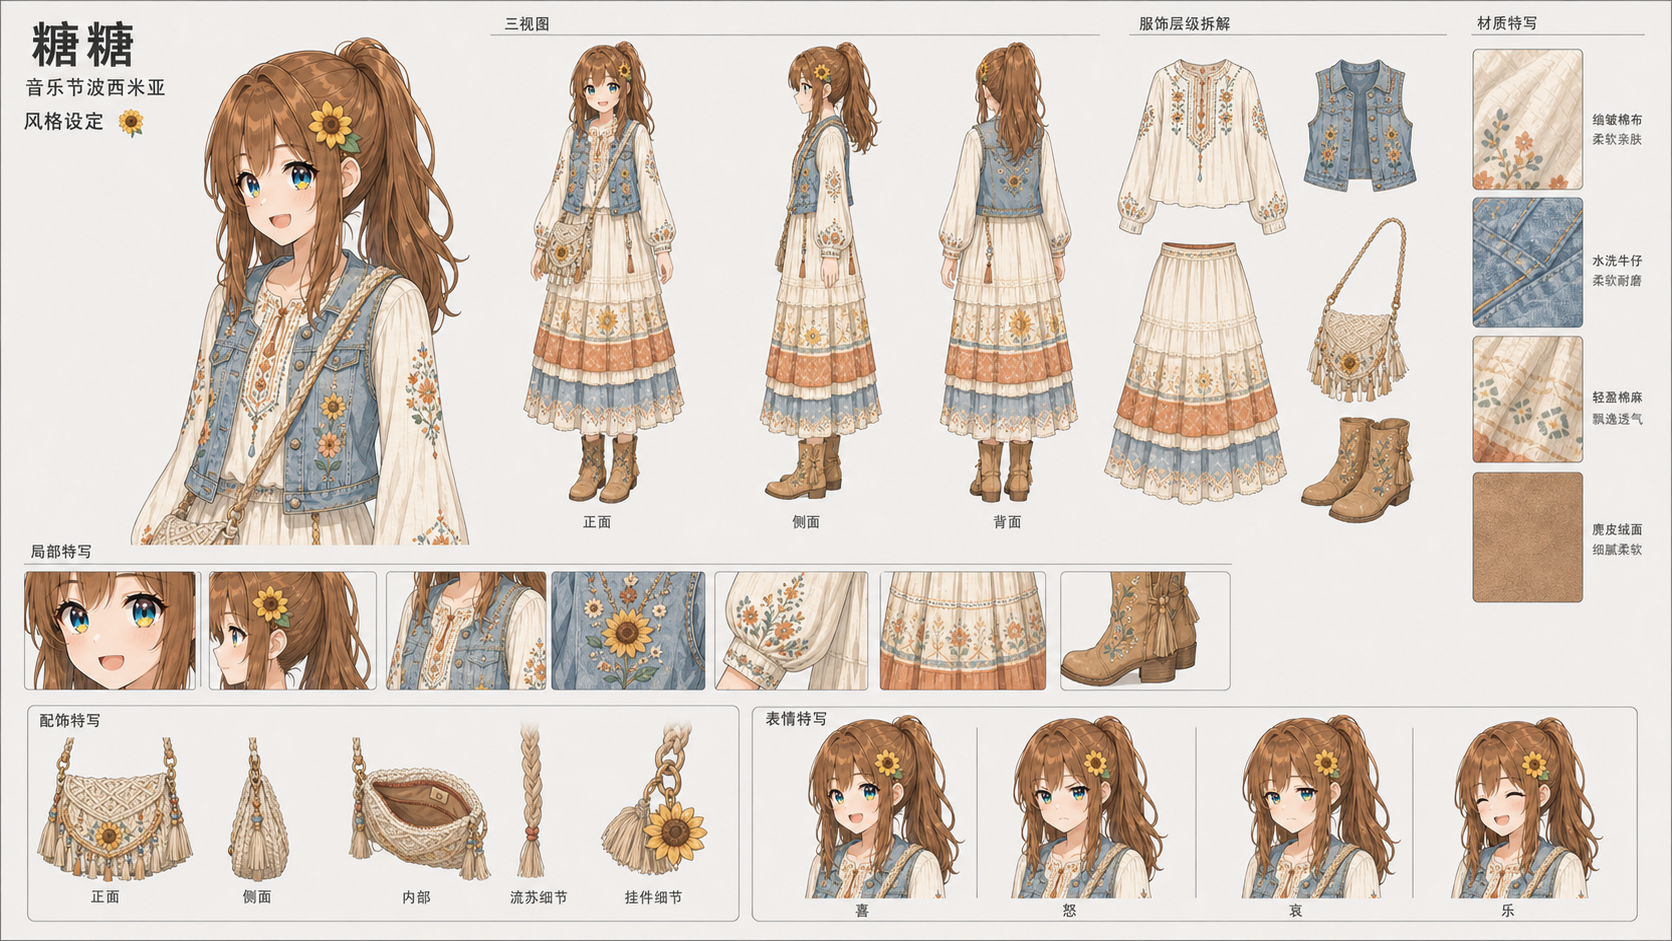 糖糖
音乐节波西米亚
风格设定
三视图
正面
侧面
背面
服饰层级拆解
材质特写
绉皱棉布
柔软亲肤
水洗牛仔
柔软耐磨
轻盈棉麻
飘逸透气
麂皮绒面
细腻柔软
局部特写
配饰特写
正面
侧面
内部
流苏细节
挂件细节
表情特写
喜
怒
哀
乐